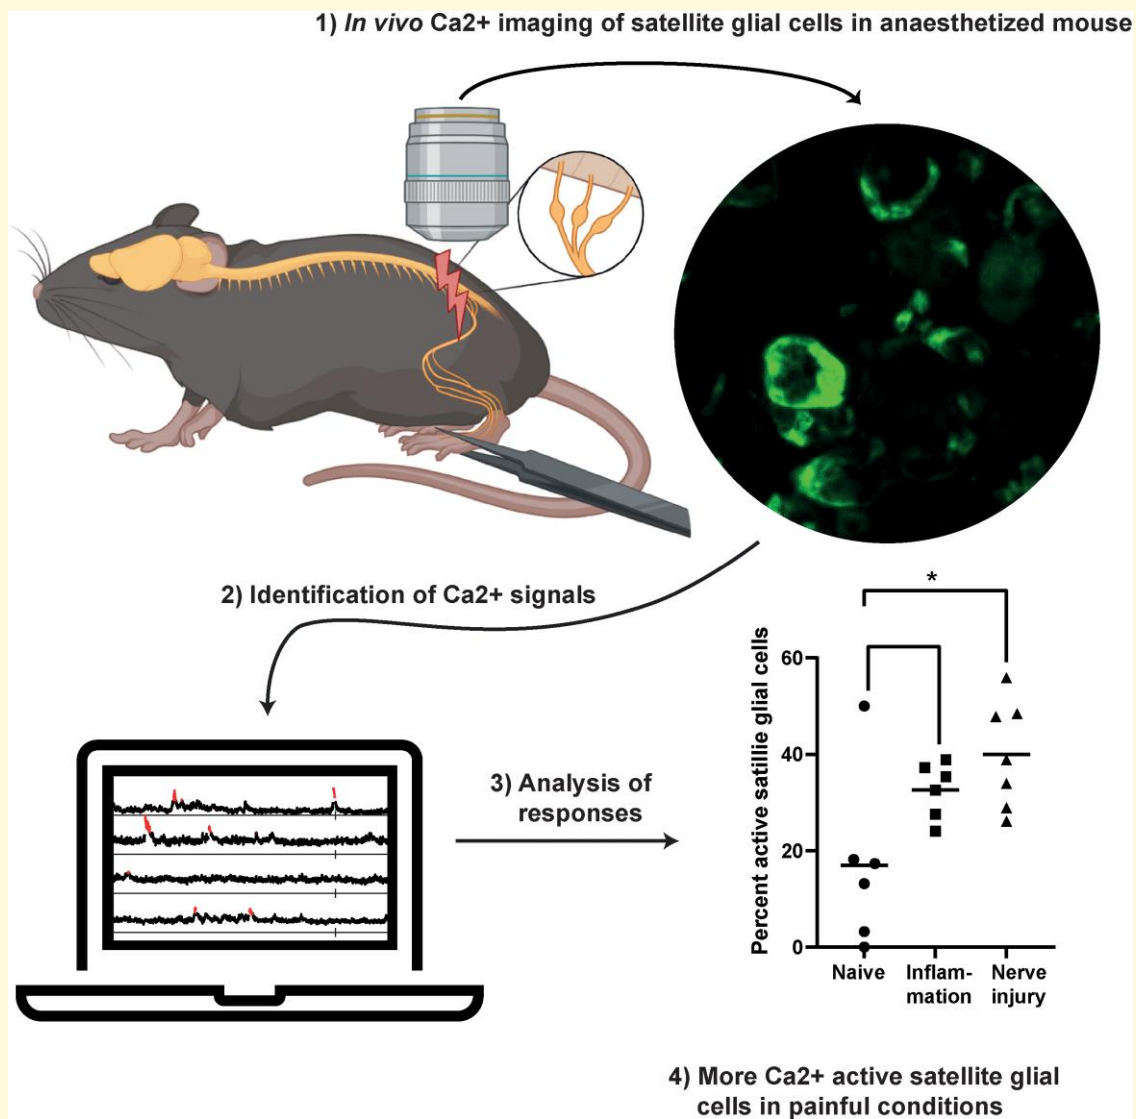 1) In vivo Ca2+ imaging of satellite glial cells in anaesthetized mouse
2) Identification of Ca2+ signals
3) Analysis of
responses
*
Percent active satillie glial cells
60
40
20
0
Naive
Inflam-
mation
Nerve
injury
4) More Ca2+ active satellite glial
cells in painful conditions